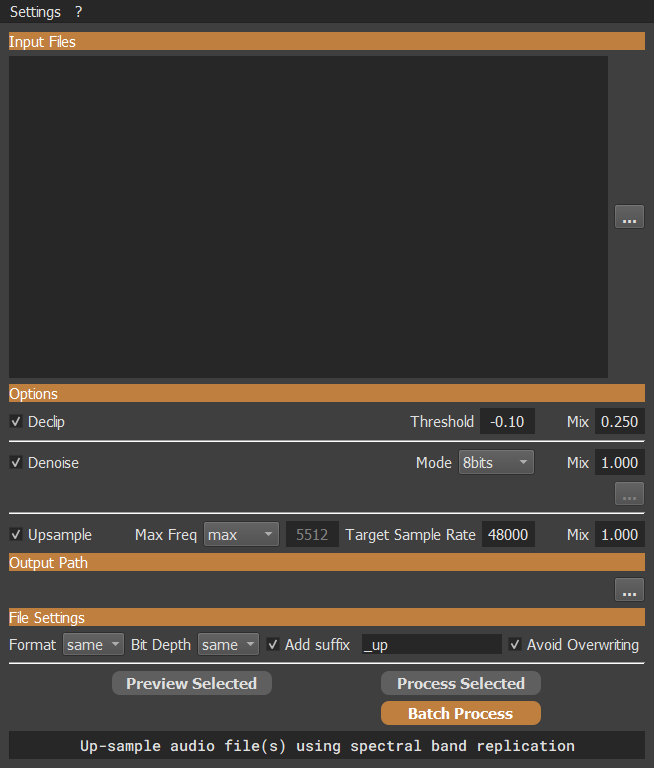 Settings ?
Input Files
...
Options
Declip Threshold -0.10 Mix 0.250
Denoise Mode 8bits Mix 1.000
...
Upsample Max Freq max 5512 Target Sample Rate 48000 Mix 1.000
Output Path
...
File Settings
Format same Bit Depth same Add suffix _up Avoid Overwriting
Preview Selected Process Selected
Batch Process
Up-sample audio file(s) using spectral band replication